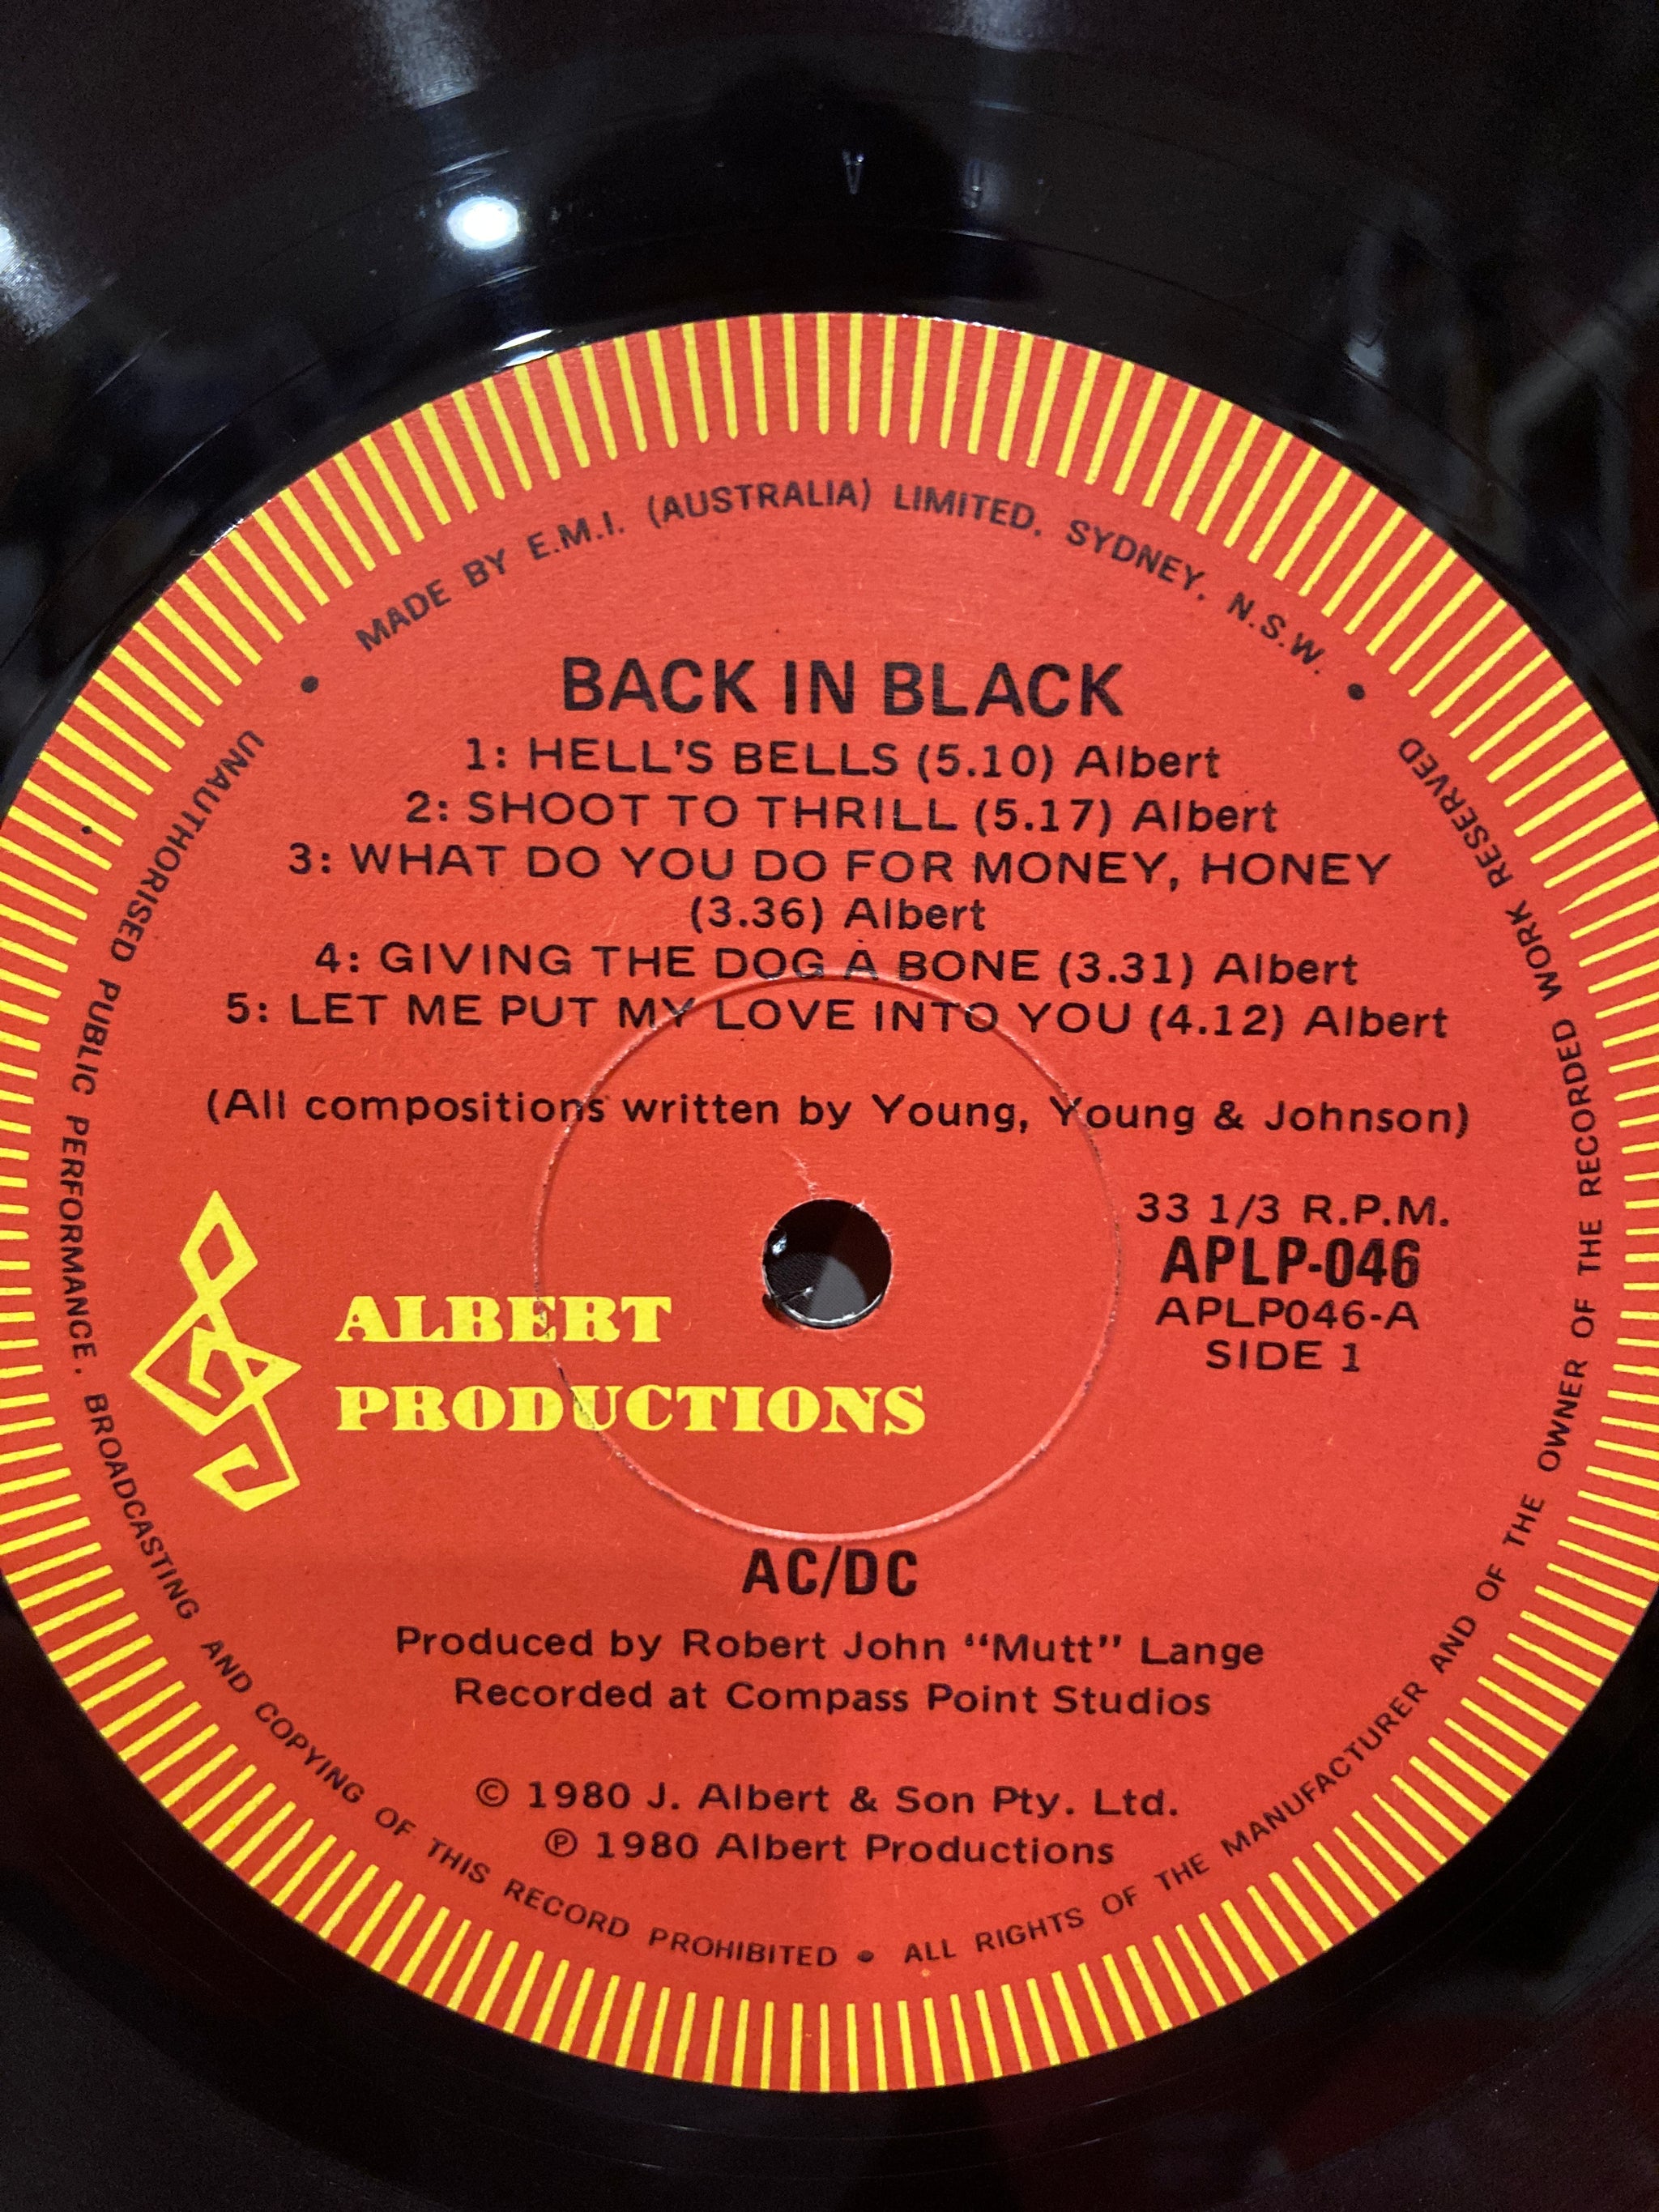 MADE BY E.M.I. (AUSTRALIA) LIMITED. SYDNEY. N.S.W. •
BACK IN BLACK
1: HELL'S BELLS (5.10) Albert
2: SHOOT TO THRILL (5.17) Albert
3: WHAT DO YOU DO FOR MONEY, HONEY
(3.36) Albert
4: GIVING THE DOG A BONE (3.31) Albert
5: LET ME PUT MY LOVE INTO YOU (4.12) Albert
(All compositions written by Young, Young & Johnson)
33 1/3 R.P.M.
APLP-046
APLP046-A
SIDE 1
ALBERT
PRODUCTIONS
AC/DC
Produced by Robert John “Mutt” Lange
Recorded at Compass Point Studios
© 1980 J. Albert & Son Pty. Ltd.
℗ 1980 Albert Productions
• UNAUTHORISED PUBLIC PERFORMANCE. BROADCASTING AND COPYING OF THIS RECORD PROHIBITED • ALL RIGHTS OF THE MANUFACTURER AND OF THE OWNER OF THE RECORDED WORK RESERVED